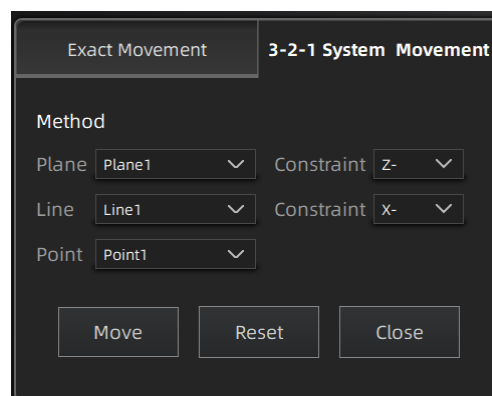 Exact Movement 3-2-1 System Movement
Method
Plane Plane1 Constraint Z-
Line Line1 Constraint X-
Point Point1
Move Reset Close